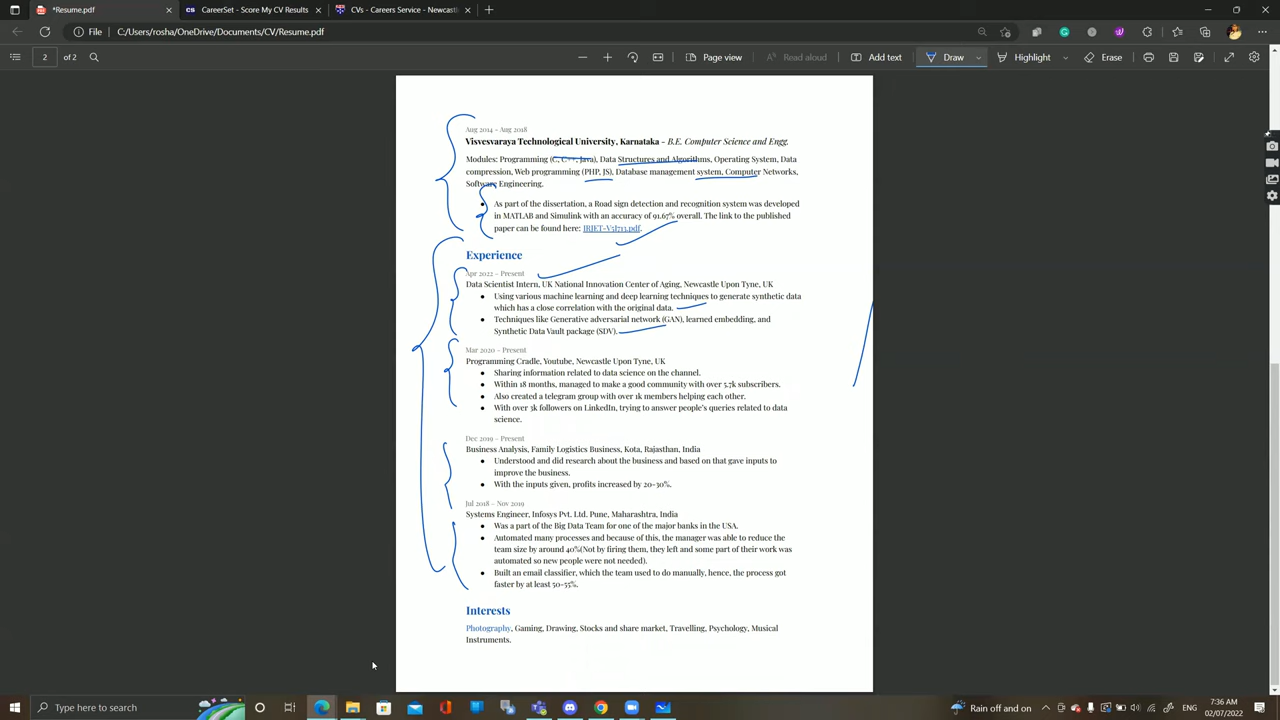 *Resume.pdf
CareerSet - Score My CV Results
CVs - Careers Service - Newcastle
File
C:/Users/rosha/OneDrive/Documents/CV/Resume.pdf
2 of 2
Page view
Read aloud
Add text
Draw
Highlight
Erase
Aug 2014 - Aug 2018
Visvesvaraya Technological University, Karnataka - B.E. Computer Science and Engg.
Modules: Programming (C, C++, Java), Data Structures and Algorithms, Operating System, Data
compression, Web programming (PHP, JS), Database management system, Computer Networks,
Software Engineering.
● As part of the dissertation, a Road sign detection and recognition system was developed
in MATLAB and Simulink with an accuracy of 91.67% overall. The link to the published
paper can be found here: IRJET-V5I713.pdf.
Experience
Apr 2022 – Present
Data Scientist Intern, UK National Innovation Center of Aging, Newcastle Upon Tyne, UK
● Using various machine learning and deep learning techniques to generate synthetic data
which has a close correlation with the original data.
● Techniques like Generative adversarial network (GAN), learned embedding, and
Synthetic Data Vault package (SDV).
Mar 2020 – Present
Programming Cradle, Youtube, Newcastle Upon Tyne, UK
● Sharing information related to data science on the channel.
● Within 18 months, managed to make a good community with over 5.7k subscribers.
● Also created a telegram group with over 1k members helping each other.
● With over 3k followers on LinkedIn, trying to answer people's queries related to data
science.
Dec 2019 – Present
Business Analysis, Family Logistics Business, Kota, Rajasthan, India
● Understood and did research about the business and based on that gave inputs to
improve the business.
● With the inputs given, profits increased by 20-30%.
Jul 2018 – Nov 2019
Systems Engineer, Infosys Pvt. Ltd. Pune, Maharashtra, India
● Was a part of the Big Data Team for one of the major banks in the USA.
● Automated many processes and because of this, the manager was able to reduce the
team size by around 40%(Not by firing them, they left and some part of their work was
automated so new people were not needed).
● Built an email classifier, which the team used to do manually, hence, the process got
faster by at least 50-55%.
Interests
Photography, Gaming, Drawing, Stocks and share market, Travelling, Psychology, Musical
Instruments.
Type here to search
Rain off and on
ENG
7:36 AM
02/07/2022